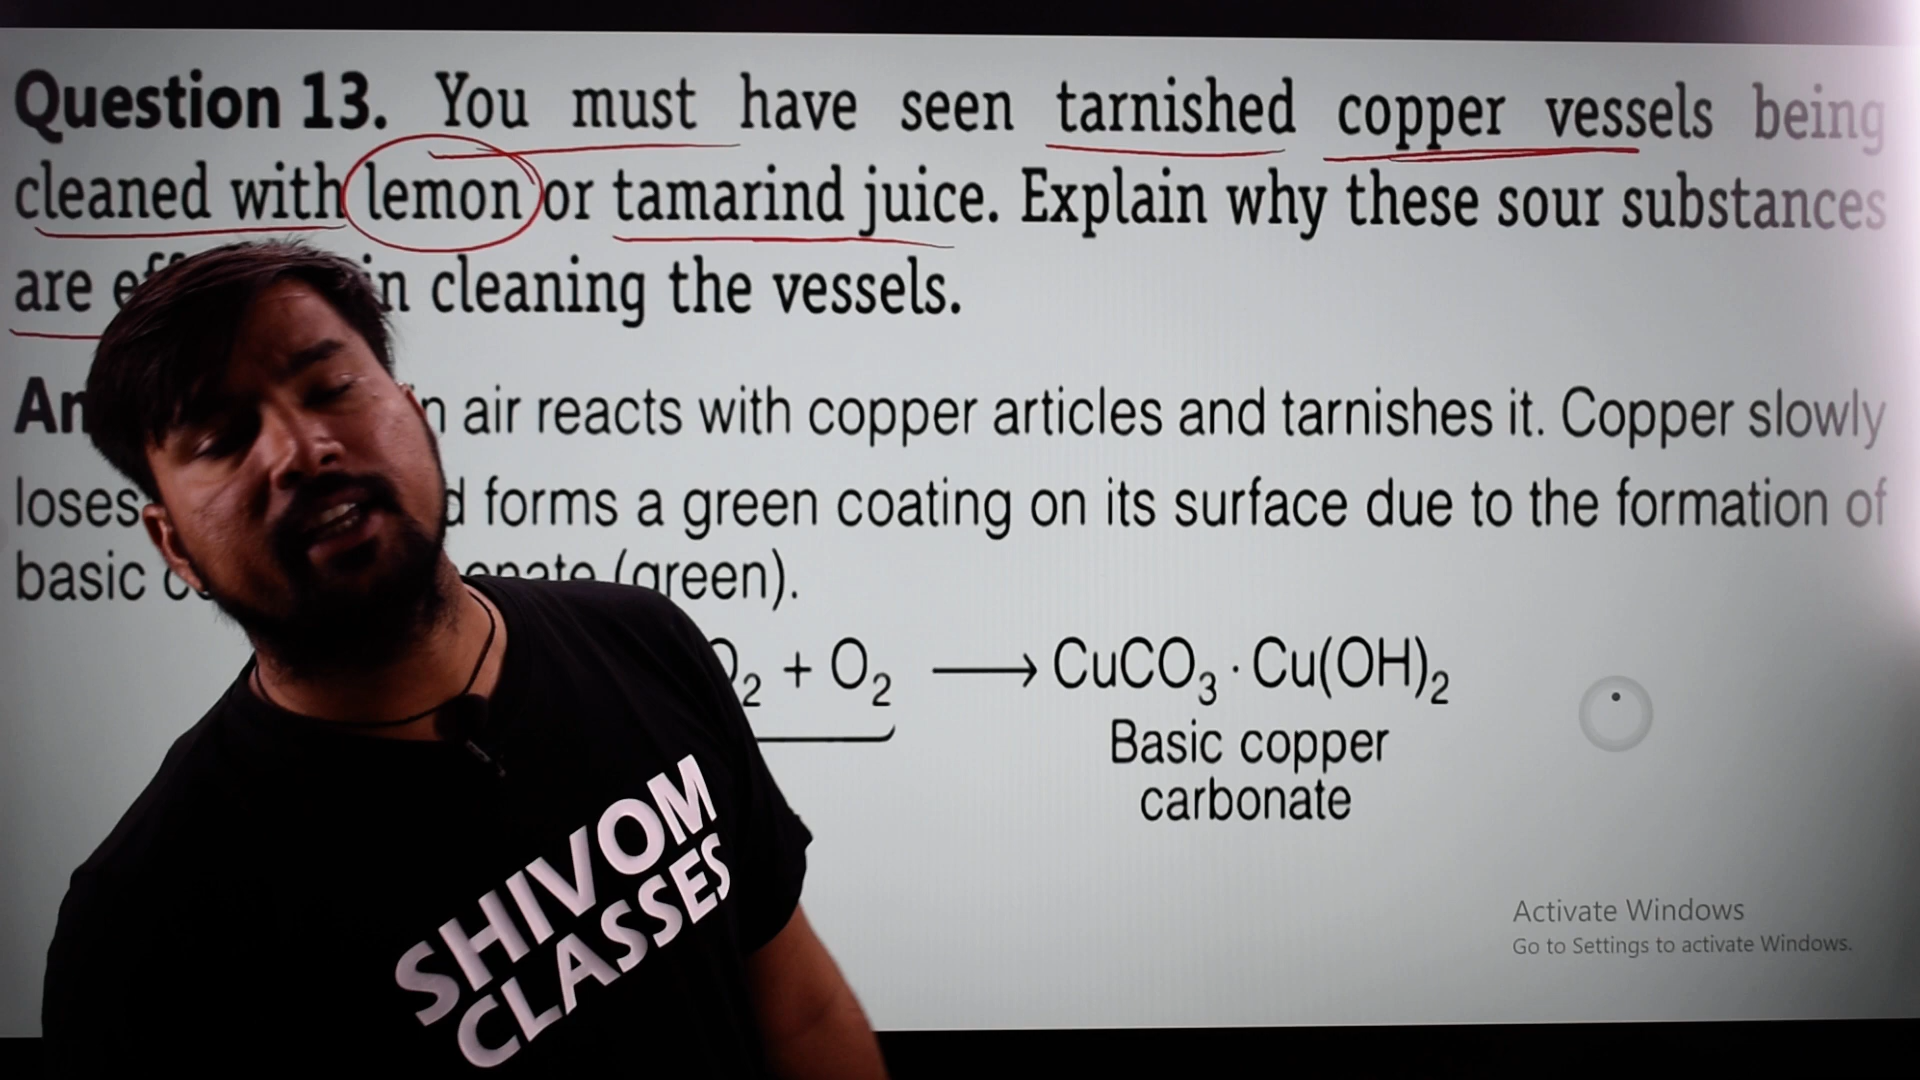 Question 13. You must have seen tarnished copper vessels being
cleaned with lemon or tamarind juice. Explain why these sour substances
are in cleaning the vessels.
air reacts with copper articles and tarnishes it. Copper slowly
loses forms a green coating on its surface due to the formation of
basic (green).
+ O₂ ⟶ CuCO₃ · Cu(OH)₂
Basic copper
carbonate
SHIVOM
CLASSES
Activate Windows
Go to Settings to activate Windows.